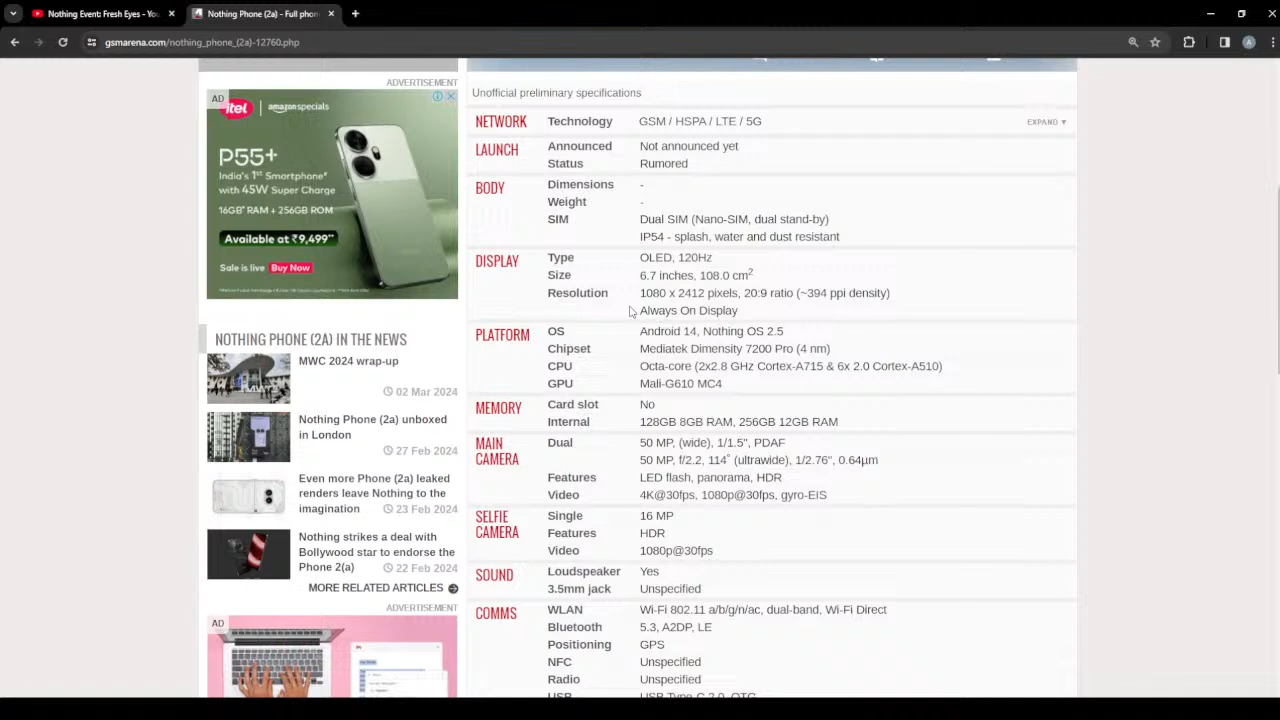 Nothing Event: Fresh Eyes - You
Nothing Phone (2a) - Full phon
gsmarena.com/nothing_phone_(2a)-12760.php
A
ADVERTISEMENT
AD
itel | amazonspecials
P55+
India's 1st Smartphone*
with 45W Super Charge
16GB* RAM + 256GB ROM
Available at ₹9,499**
Sale is live Buy Now
NOTHING PHONE (2A) IN THE NEWS
MWC 2024 wrap-up
02 Mar 2024
Nothing Phone (2a) unboxed
in London
27 Feb 2024
Even more Phone (2a) leaked
renders leave Nothing to the
imagination 23 Feb 2024
Nothing strikes a deal with
Bollywood star to endorse the
Phone 2(a) 22 Feb 2024
MORE RELATED ARTICLES
ADVERTISEMENT
AD
Unofficial preliminary specifications
NETWORK Technology GSM / HSPA / LTE / 5G EXPAND ▼
LAUNCH Announced Not announced yet
Status Rumored
BODY Dimensions -
Weight -
SIM Dual SIM (Nano-SIM, dual stand-by)
IP54 - splash, water and dust resistant
DISPLAY Type OLED, 120Hz
Size 6.7 inches, 108.0 cm2
Resolution 1080 x 2412 pixels, 20:9 ratio (~394 ppi density)
Always On Display
PLATFORM OS Android 14, Nothing OS 2.5
Chipset Mediatek Dimensity 7200 Pro (4 nm)
CPU Octa-core (2x2.8 GHz Cortex-A715 & 6x 2.0 Cortex-A510)
GPU Mali-G610 MC4
MEMORY Card slot No
Internal 128GB 8GB RAM, 256GB 12GB RAM
MAIN CAMERA Dual 50 MP, (wide), 1/1.5", PDAF
50 MP, f/2.2, 114˚ (ultrawide), 1/2.76", 0.64µm
Features LED flash, panorama, HDR
Video 4K@30fps, 1080p@30fps, gyro-EIS
SELFIE CAMERA Single 16 MP
Features HDR
Video 1080p@30fps
SOUND Loudspeaker Yes
3.5mm jack Unspecified
COMMS WLAN Wi-Fi 802.11 a/b/g/n/ac, dual-band, Wi-Fi Direct
Bluetooth 5.3, A2DP, LE
Positioning GPS
NFC Unspecified
Radio Unspecified
USB USB Type-C 2.0, OTG